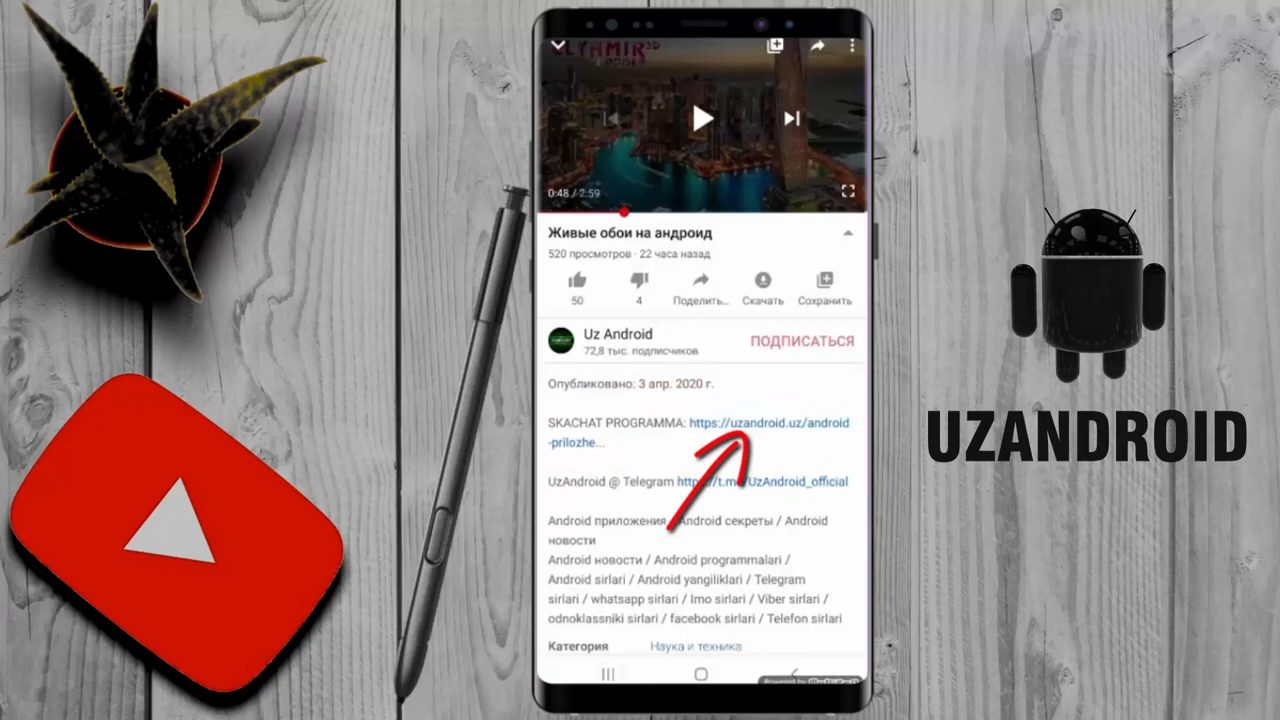 0:48 / 2:59
Живые обои на андроид
520 просмотров · 22 часа назад
50
4
Поделить...
Скачать
Сохранить
Uz Android
72,8 тыс. подписчиков
ПОДПИСАТЬСЯ
Опубликовано: 3 апр. 2020 г.
SKACHAT PROGRAMMA: https://uzandroid.uz/android
-prilozhe...
UzAndroid @ Telegram https://t.me/UzAndroid_official
Android приложения / Android секреты / Android
новости
Android новости / Android programmalari /
Android sirlari / Android yangiliklari / Telegram
sirlari / whatsapp sirlari / Imo sirlari / Viber sirlari /
odnoklassniki sirlari / facebook sirlari / Telefon sirlari
Категория
Наука и техника
UZANDROID